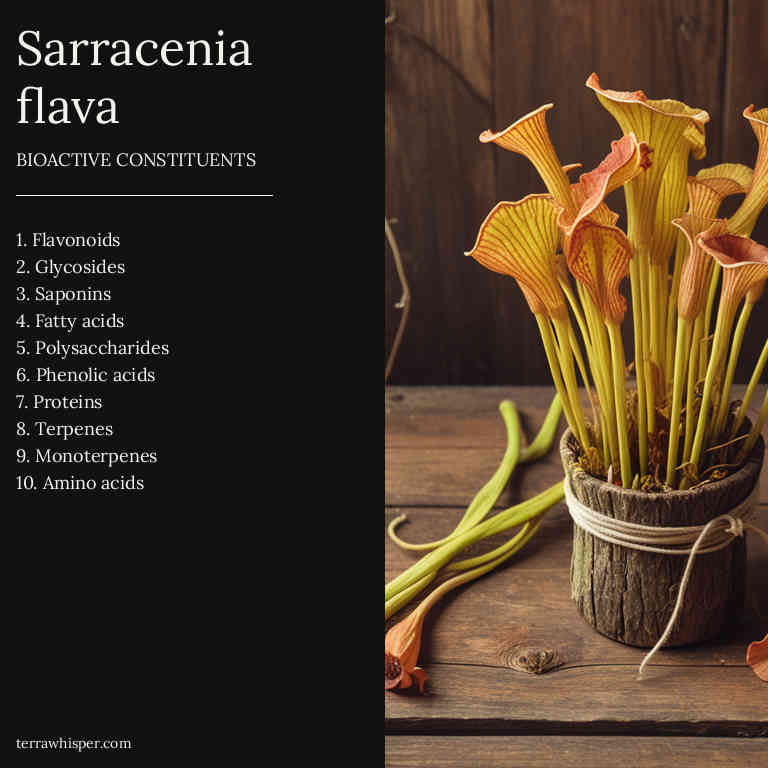 Sarracenia
flava
BIOACTIVE CONSTITUENTS
1. Flavonoids
2. Glycosides
3. Saponins
4. Fatty acids
5. Polysaccharides
6. Phenolic acids
7. Proteins
8. Terpenes
9. Monoterpenes
10. Amino acids
terrawhisper.com